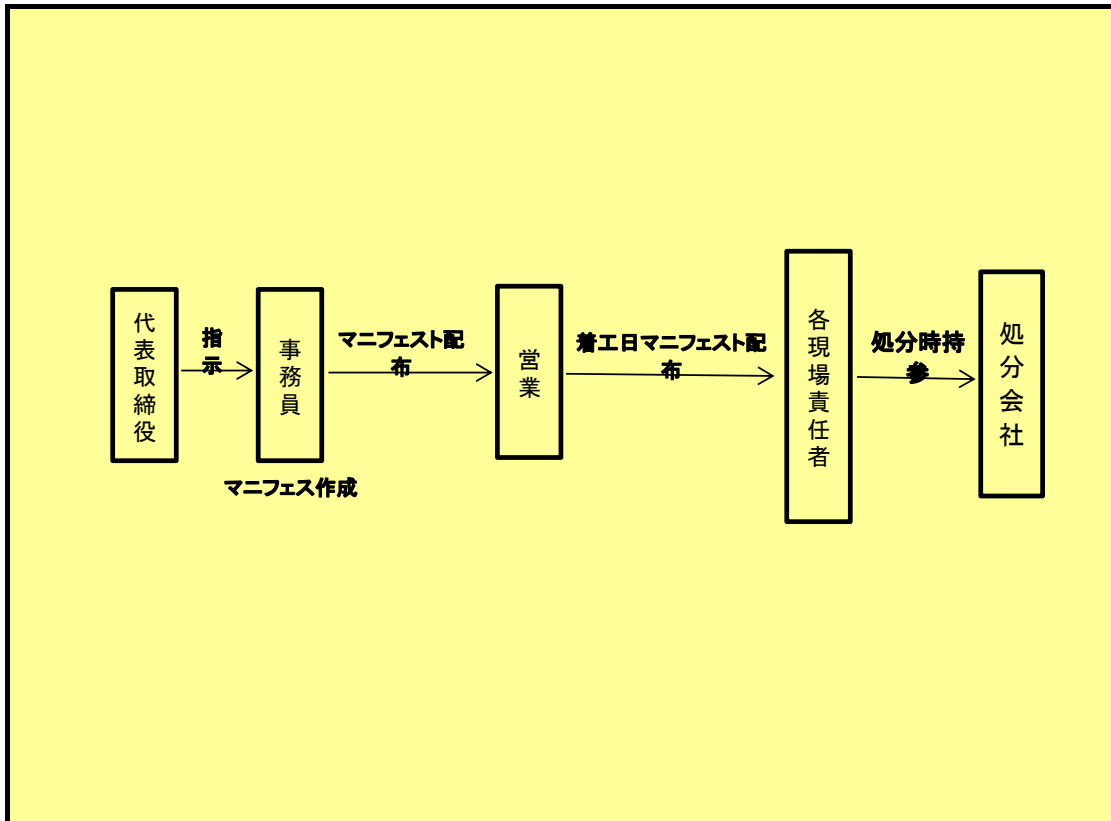 代表取締役
指
示
事務員
マニフェス作成
マニフェスト配
布
営業
着工日マニフェスト配
布
各現場責任者
処分時持
参
処分会社